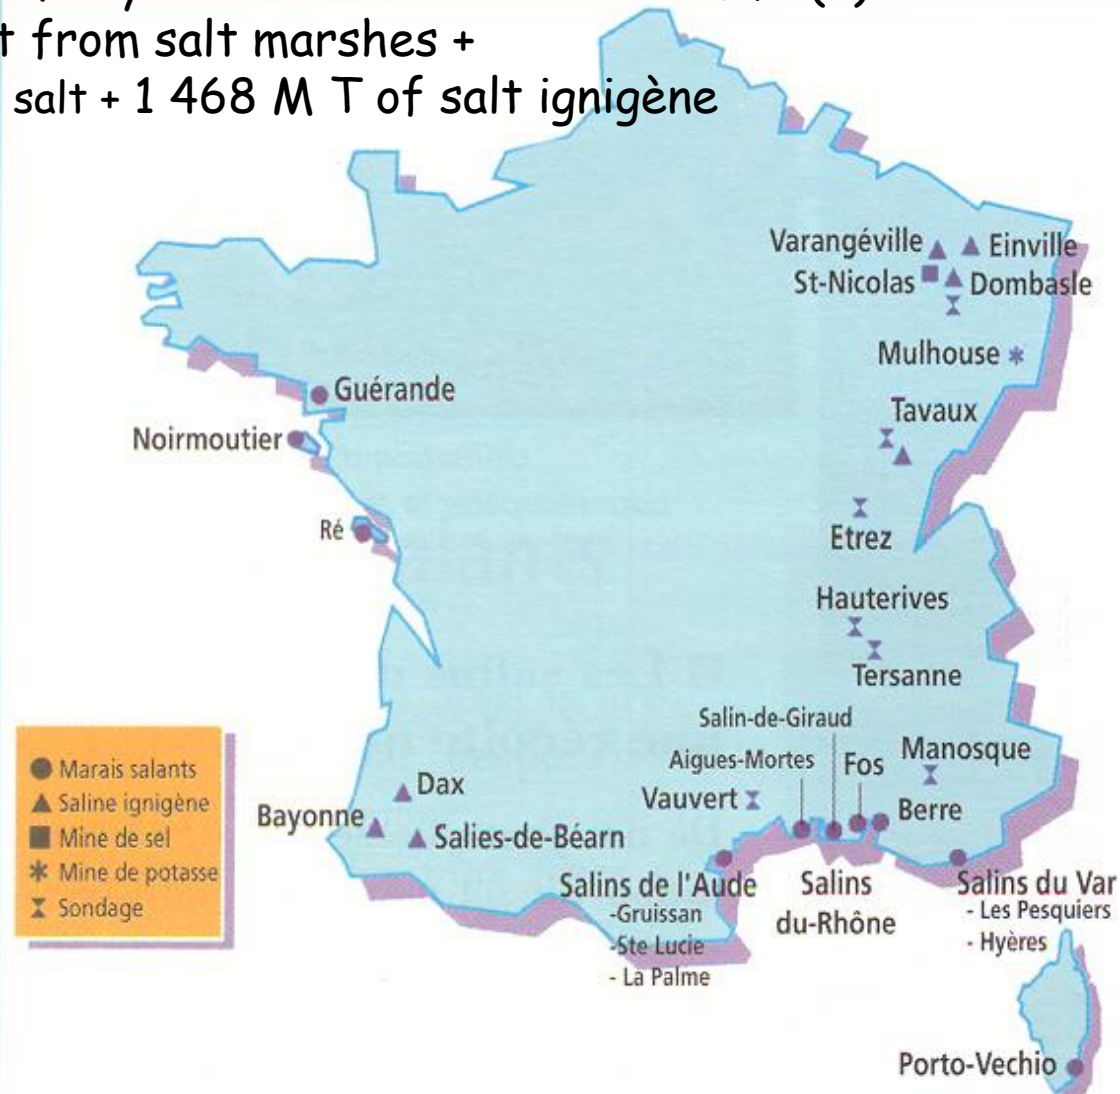 t from salt marshes +
salt + 1 468 M T of salt ignigène
Varangéville
Einville
St-Nicolas
Dombasle
Mulhouse
Tavaux
Guérande
Noirmoutier
Ré
Etrez
Hauterives
Tersanne
Salin-de-Giraud
Aigues-Mortes
Fos
Manosque
Vauvert
Berre
Dax
Bayonne
Salies-de-Béarn
Marais salants
Saline ignigène
Mine de sel
Mine de potasse
Sondage
Salins de l'Aude
-Gruissan
-Ste Lucie
- La Palme
Salins
du-Rhône
Salins du Var
- Les Pesquiers
- Hyères
Porto-Vechio